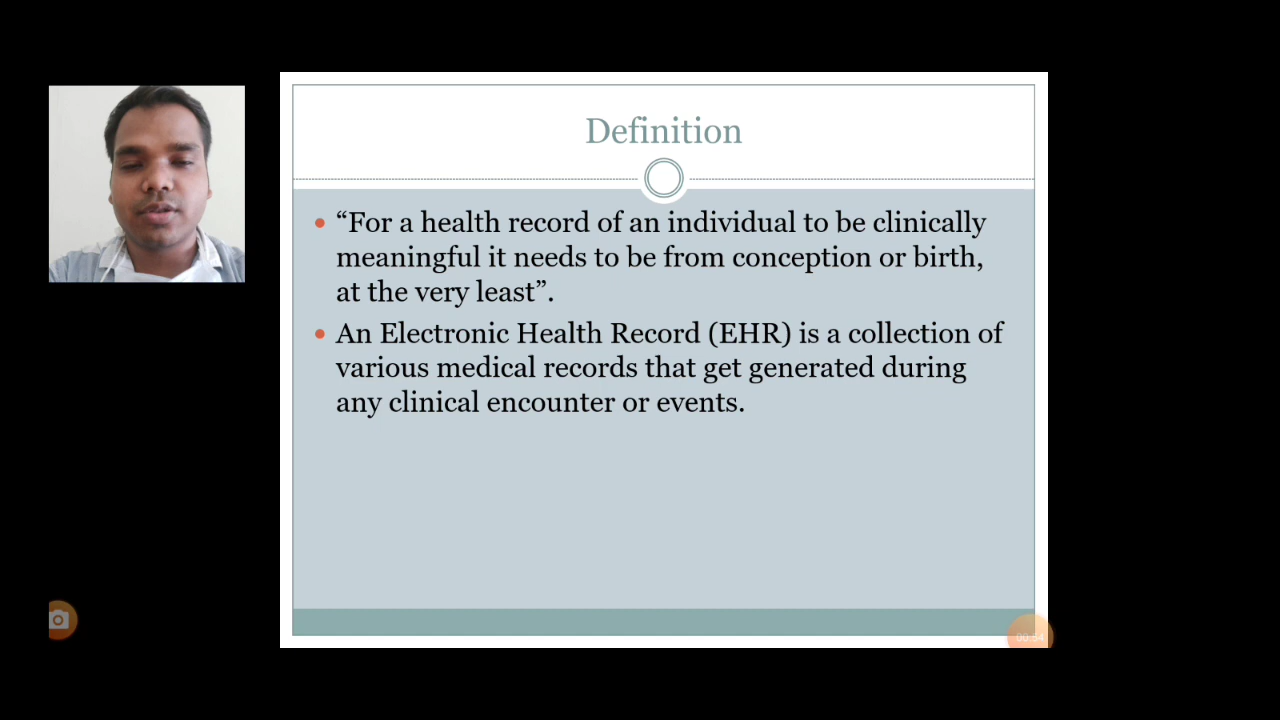 Definition
“For a health record of an individual to be clinically
meaningful it needs to be from conception or birth,
at the very least”.
An Electronic Health Record (EHR) is a collection of
various medical records that get generated during
any clinical encounter or events.
00:54